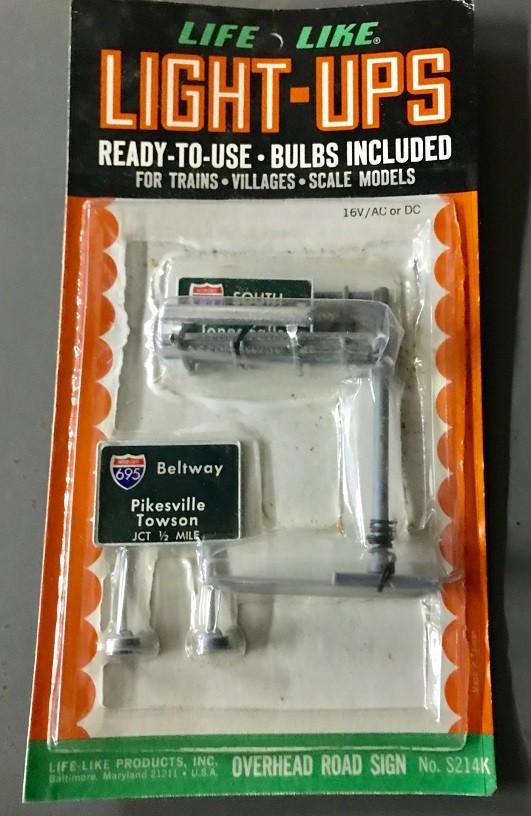 LIFE LIKE®
LIGHT-UPS
READY-TO-USE • BULBS INCLUDED
FOR TRAINS • VILLAGES • SCALE MODELS
16V/AC or DC
SOUTH
Jones Falls
695
Beltway
Pikesville
Towson
JCT ½ MILE
LIFE-LIKE PRODUCTS, INC.
Baltimore, Maryland 21211 • U.S.A.
OVERHEAD ROAD SIGN No. S214K